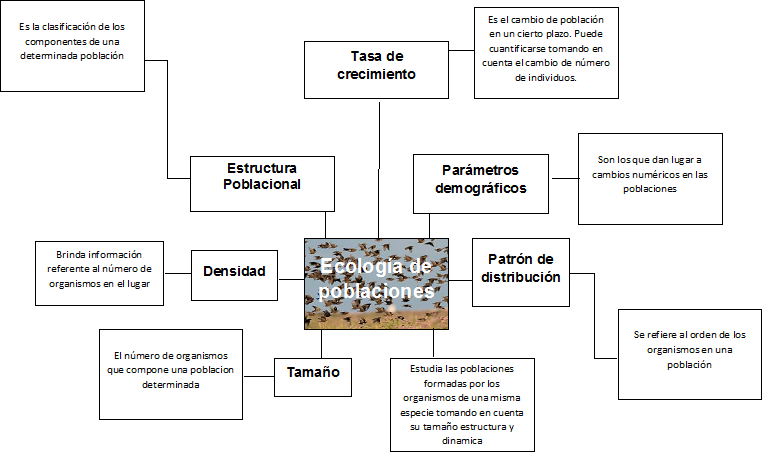 Es la clasificación de los
componentes de una
determinada población
Tasa de
crecimiento
Es el cambio de población
en un cierto plazo. Puede
cuantificarse tomando en
cuenta el cambio de número
de individuos.
Estructura
Poblacional
Parámetros
demográficos
Son los que dan lugar a
cambios numéricos en las
poblaciones
Brinda información
referente al número de
organismos en el lugar
Densidad
Ecología de
poblaciones
Patrón de
distribución
Se refiere al orden de los
organismos en una
población
El número de organismos
que compone una poblacion
determinada
Tamaño
Estudia las poblaciones
formadas por los
organismos de una misma
especie tomando en cuenta
su tamaño estructura y
dinamica